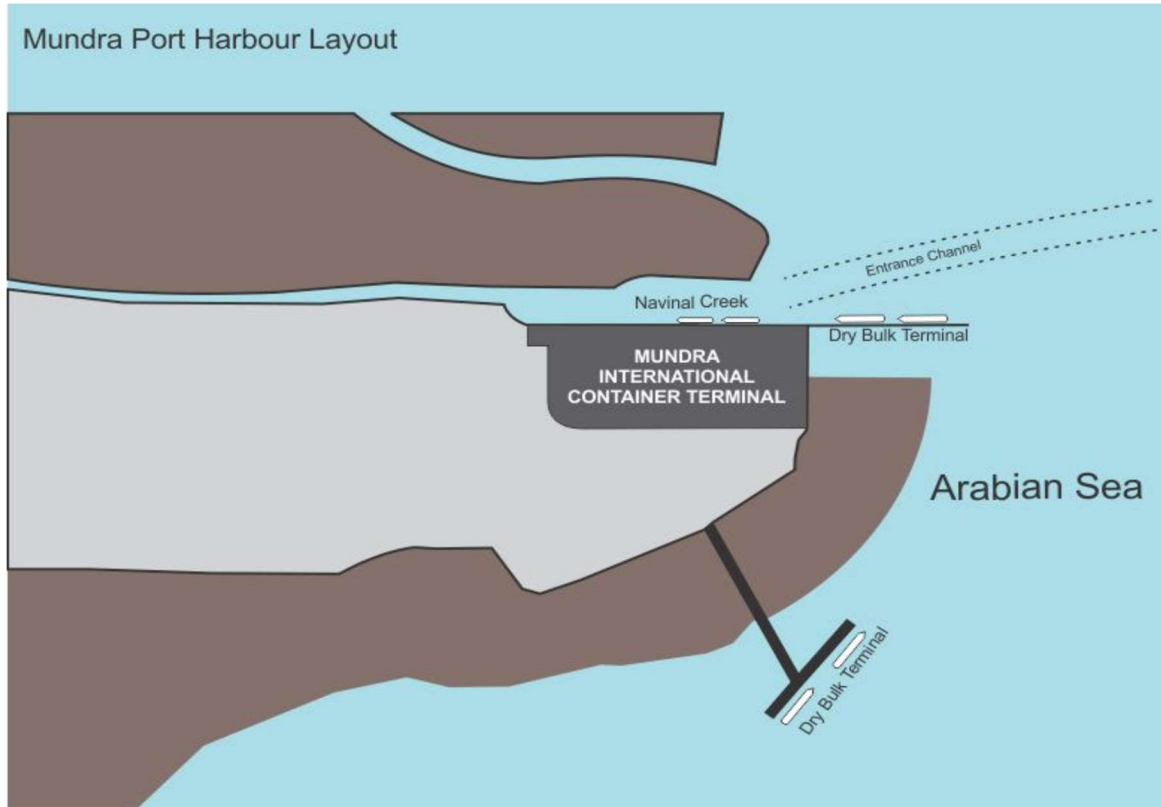 Mundra Port Harbour Layout
Entrance Channel
Navinal Creek
Dry Bulk Terminal
MUNDRA
INTERNATIONAL
CONTAINER TERMINAL
Arabian Sea
Dry Bulk Terminal